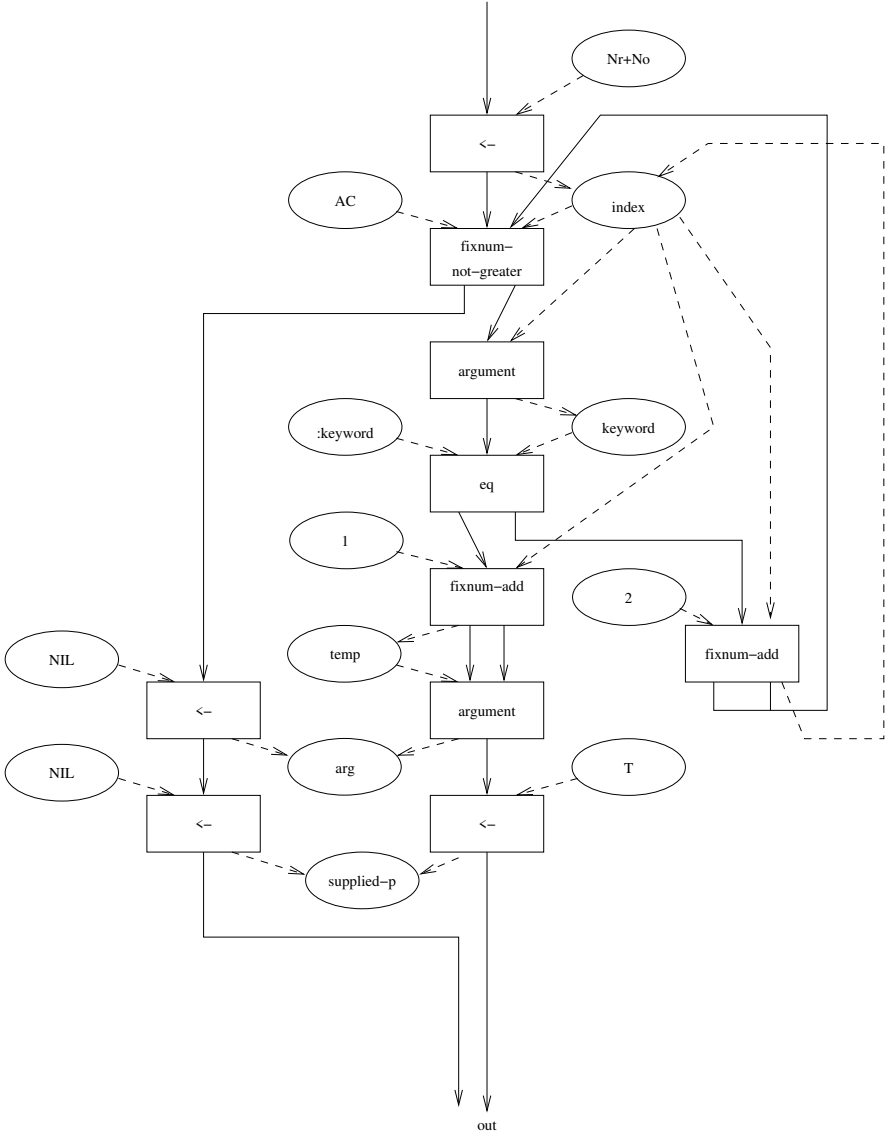 Nr+No
<−
AC
index
fixnum−
not−greater
argument
:keyword
keyword
eq
1
fixnum−add
2
temp
fixnum−add
NIL
<−
argument
NIL
arg
T
<−
<−
supplied−p
out